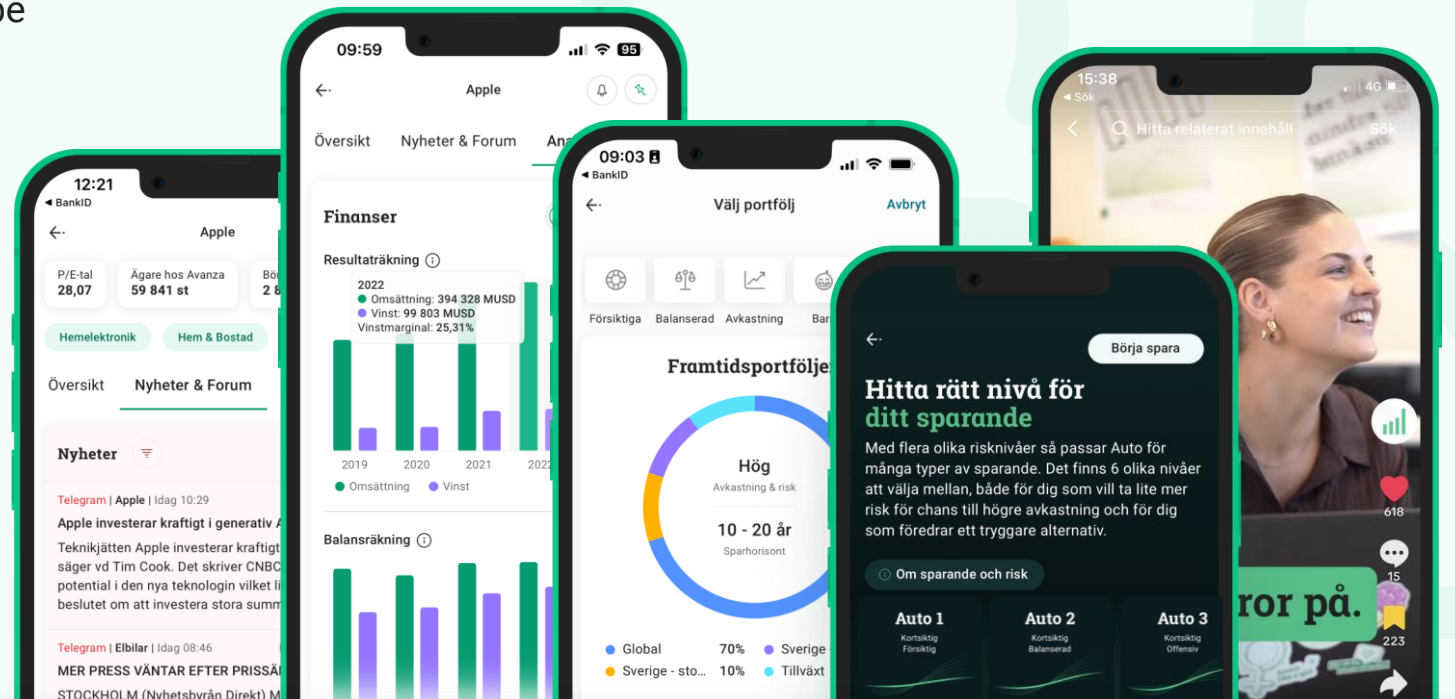 12:21
BankID
Apple
P/E-tal
28,07
Ägare hos Avanza
59 841 st
Hemelektronik
Hem & Bostad
Översikt
Nyheter & Forum
Nyheter
Telegram | Apple | Idag 10:29
Apple investerar kraftigt i generativ
Teknikjätten Apple investerar kraftigt
säger vd Tim Cook. Det skriver CNBC
potential i den nya teknologin vilket
beslutet om att investera stora
Telegram | Elbilar | Idag 08:46
MER PRESS VÄNTAR EFTER
STOCKHOLM (Nyhetsbyrån Direkt)
09:59
95
Apple
Översikt
Nyheter & Forum
Finanser
Resultaträkning
2022
Omsättning: 394 328 MUSD
Vinst: 99 803 MUSD
Vinstmarginal: 25,31%
2019
2020
2021
2022
Omsättning
Vinst
Balansräkning
09:03
BankID
Välj portfölj
Avbryt
Försiktiga
Balanserad
Avkastning
Framtidsportföljen
Hög
Avkastning & risk
10 - 20 år
Sparhorisont
Global 70%
Sverige
Sverige - sto... 10%
Tillväxt
Börja spara
Hitta rätt nivå för
ditt sparande
Med flera olika risknivåer så passar Auto för
många typer av sparande. Det finns 6 olika nivåer
att välja mellan, både för dig som vill ta lite mer
risk för chans till högre avkastning och för dig
som föredrar ett tryggare alternativ.
Om sparande och risk
Auto 1
Kortsiktig
Försiktig
Auto 2
Kortsiktig
Balanserad
Auto 3
Kortsiktig
Offensiv
15:38
4G
Sök
Hitta relaterat innehåll
Sök
618
15
223
ror på.